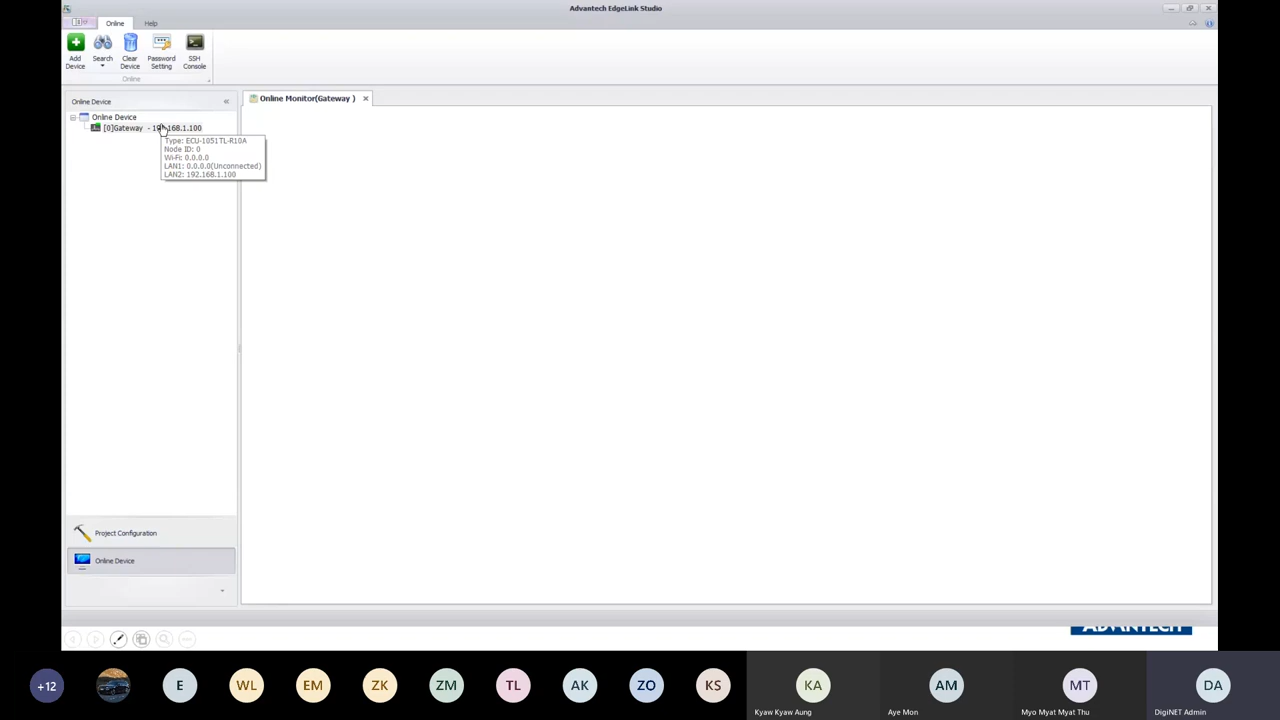 Advantech EdgeLink Studio
Online
Help
Add Device
Search
Clear Device
Password Setting
SSH Console
Online
Online Device
Online Monitor(Gateway )
Online Device
[0]Gateway - 19 .168.1.100
Type: ECU-1051TL-R10A
Node ID: 0
Wi-Fi: 0.0.0.0
LAN1: 0.0.0.0(Unconnected)
LAN2: 192.168.1.100
Project Configuration
Online Device
ADVANTECH
+12
E
WL
EM
ZK
ZM
TL
AK
ZO
KS
KA
AM
MT
DA
Kyaw Kyaw Aung
Aye Mon
Myo Myat Myat Thu
DigiNET Admin